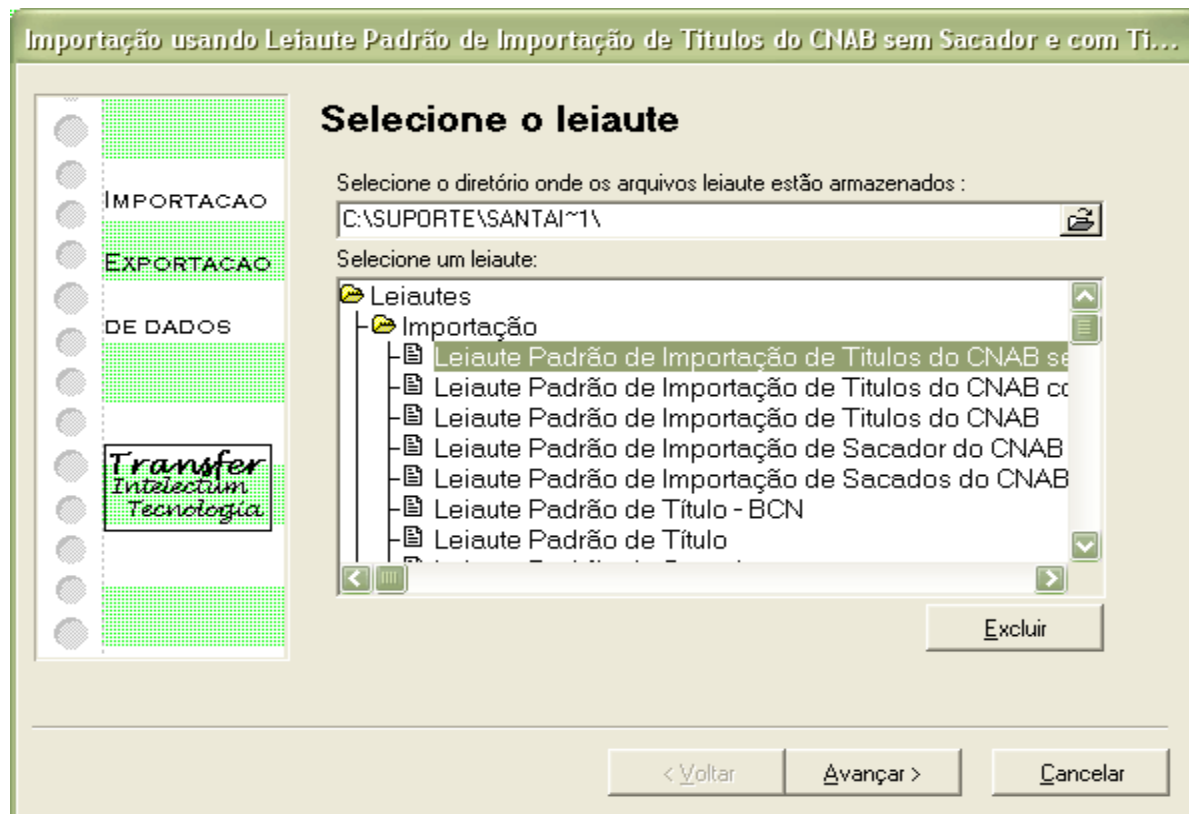 Importação usando Leiaute Padrão de Importação de Titulos do CNAB sem Sacador e com Ti...
Selecione o leiaute
Selecione o diretório onde os arquivos leiaute estão armazenados :
C:\SUPORTE\SANTAI~1\
Selecione um leiaute:
Leiautes
Importação
Leiaute Padrão de Importação de Titulos do CNAB se
Leiaute Padrão de Importação de Titulos do CNAB co
Leiaute Padrão de Importação de Titulos do CNAB
Leiaute Padrão de Importação de Sacador do CNAB
Leiaute Padrão de Importação de Sacados do CNAB
Leiaute Padrão de Título - BCN
Leiaute Padrão de Título
IMPORTACAO
EXPORTACAO
DE DADOS
Transfer
Intelectum
Tecnologia
Excluir
< Voltar
Avançar >
Cancelar